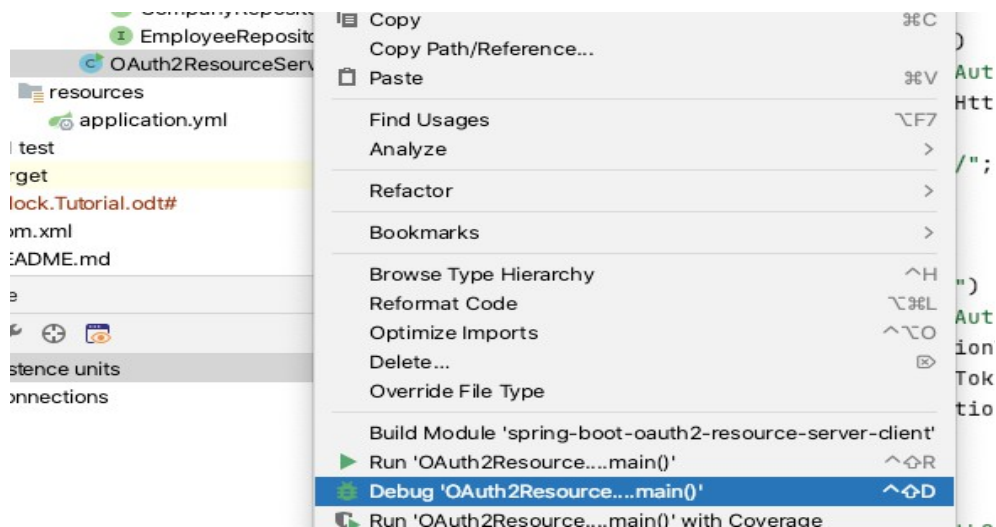 CompanyReposito
EmployeeReposito
OAuth2ResourceServ
resources
application.yml
test
rget
lock.Tutorial.odt#
om.xml
EADME.md
e
stence units
onnections
Copy ⌘C
Copy Path/Reference...
Paste ⌘V
Find Usages ⌥F7
Analyze >
Refactor >
Bookmarks >
Browse Type Hierarchy ^H
Reformat Code ⌥⌘L
Optimize Imports ^⌥O
Delete... ⌦
Override File Type
Build Module 'spring-boot-oauth2-resource-server-client'
Run 'OAuth2Resource....main()' ^⇧R
Debug 'OAuth2Resource....main()' ^⇧D
Run 'OAuth2Resource....main()' with Coverage
)
Aut
Htt
/";
")
Aut
ion
Tok
tio